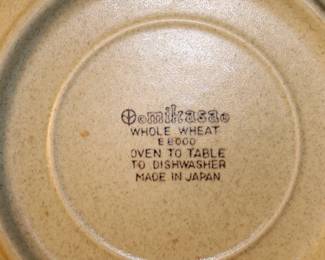 mikasa
WHOLE WHEAT
E8000
OVEN TO TABLE
TO DISHWASHER
MADE IN JAPAN